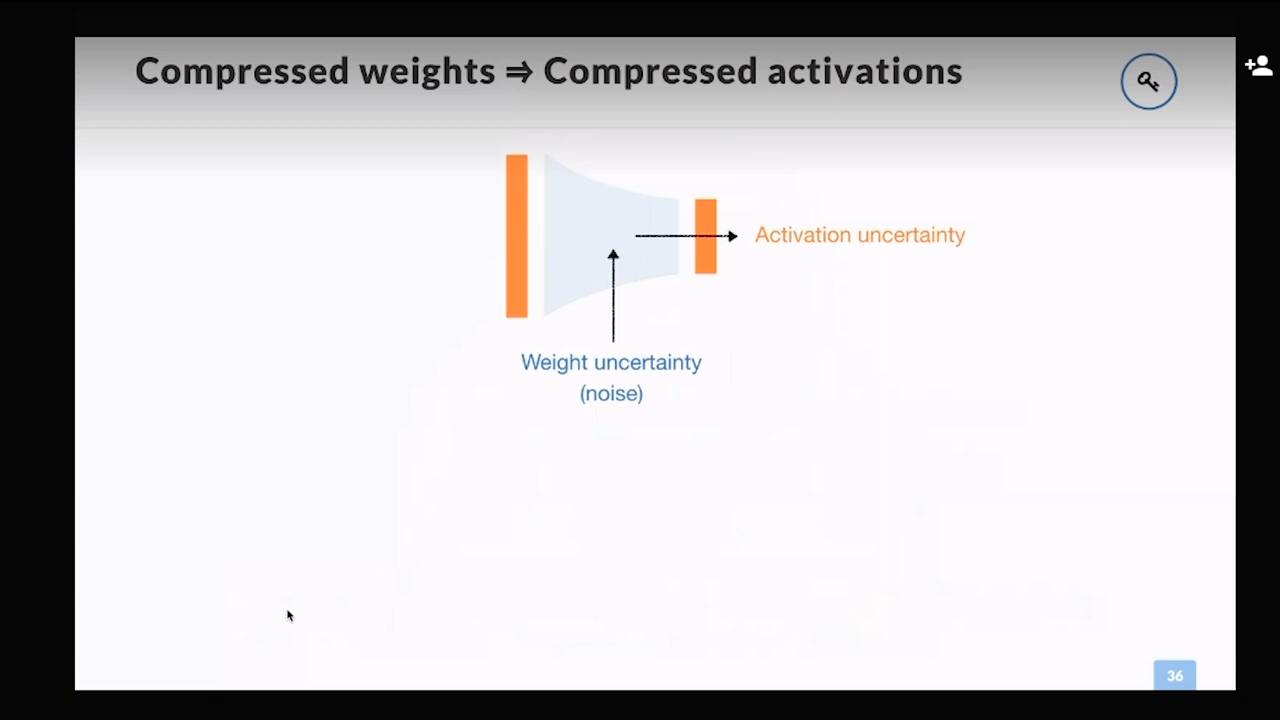 Compressed weights ⇒ Compressed activations
Activation uncertainty
Weight uncertainty
(noise)
36